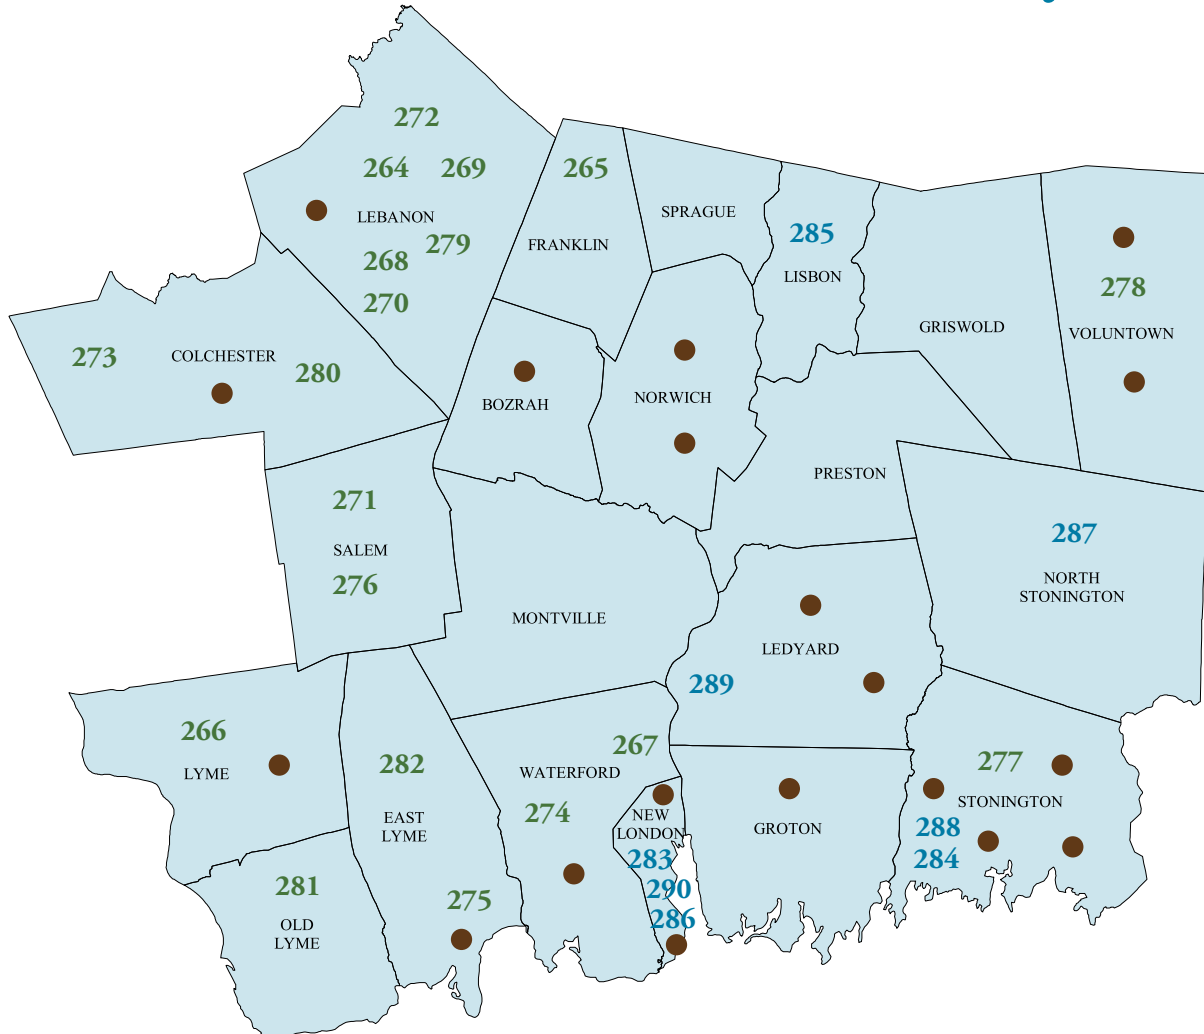 272
264 269
265
LEBANON
SPRAGUE
285
279
FRANKLIN
268
LISBON
278
270
GRISWOLD
VOLUNTOWN
273
COLCHESTER
280
BOZRAH
NORWICH
PRESTON
271
SALEM
276
287
NORTH
STONINGTON
MONTVILLE
LEDYARD
289
266
LYME
267
282
WATERFORD
277
274
EAST
LYME
NEW
LONDON
GROTON
STONINGTON
288
284
283
290
286
281
275
OLD
LYME